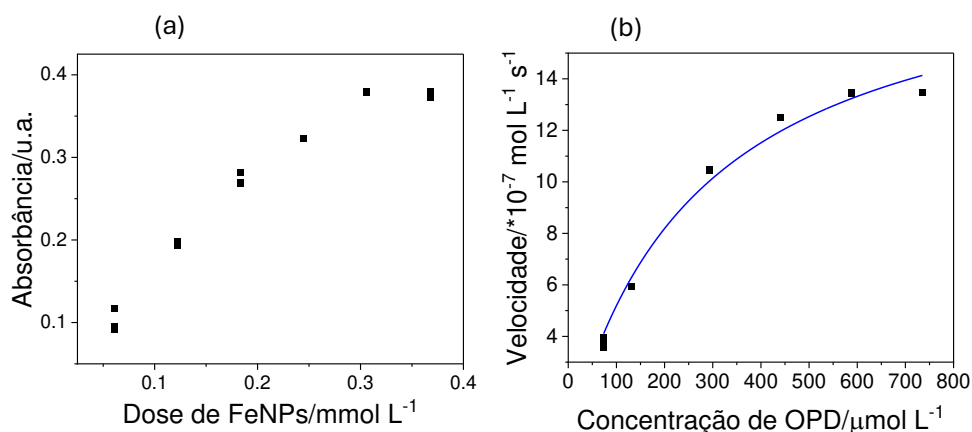 (a)
0.4
0.3
0.2
0.1
0.1 0.2 0.3 0.4
Absorbância/u.a.
Dose de FeNPs/mmol L⁻¹
(b)
14
12
10
8
6
4
0 100 200 300 400 500 600 700 800
Velocidade/*10⁻⁷ mol L⁻¹ s⁻¹
Concentração de OPD/μmol L⁻¹